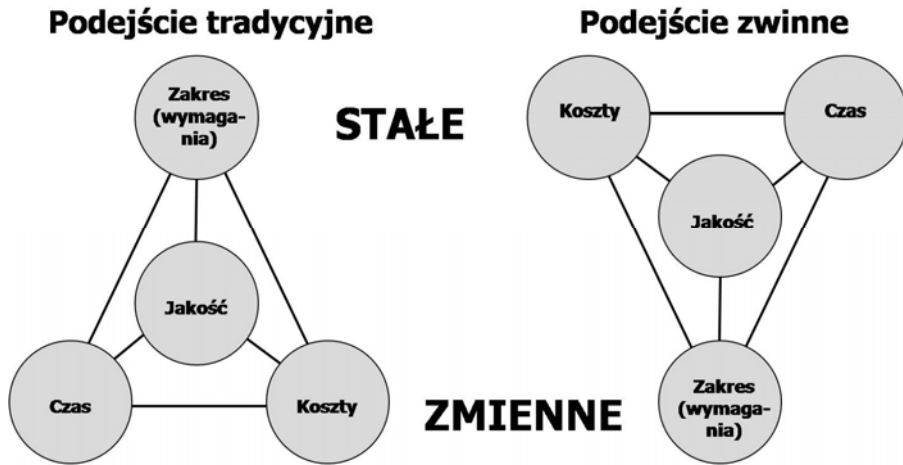 Podejście tradycyjne
Zakres
(wymaga-
nia)
Jakość
Czas
Koszty
STAŁE
ZMIENNE
Podejście zwinne
Koszty
Czas
Jakość
Zakres
(wymaga-
nia)